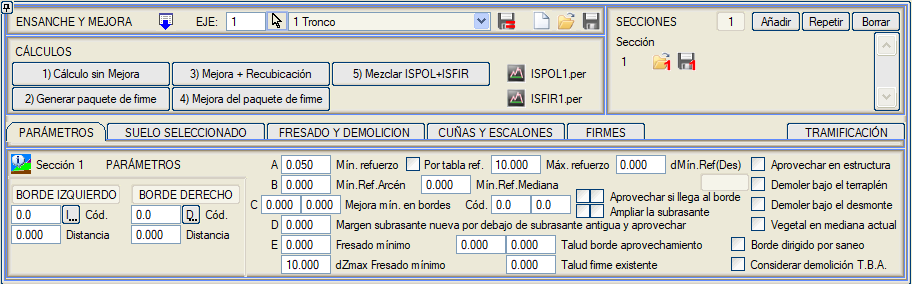 ENSANCHE Y MEJORA EJE: 1 1 Tronco
SECCIONES 1 Añadir Repetir Borrar
Sección
1
CÁLCULOS
1) Cálculo sin Mejora 3) Mejora + Recubicación 5) Mezclar ISPOL+ISFIR ISPOL1.per
2) Generar paquete de firme 4) Mejora del paquete de firme ISFIR1.per
PARÁMETROS SUELO SELECCIONADO FRESADO Y DEMOLICION CUÑAS Y ESCALONES FIRMES TRAMIFICACIÓN
Sección 1 PARÁMETROS
BORDE IZQUIERDO BORDE DERECHO
0.0 I... Cód. 0.0 D... Cód.
0.000 Distancia 0.000 Distancia
A 0.050 Mín. refuerzo Por tabla ref. 10.000 Máx. refuerzo 0.000 dMín.Ref(Des) Aprovechar en estructura
B 0.000 Mín.Ref.Arcén 0.000 Mín.Ref.Mediana Demoler bajo el terraplén
C 0.000 0.000 Mejora mín. en bordes Cód. 0.0 0.0 Aprovechar si llega al borde
Ampliar la subrasante Demoler bajo el desmonte
D 0.000 Margen subrasante nueva por debajo de subrasante antigua y aprovechar Vegetal en mediana actual
E 0.000 Fresado mínimo 0.000 0.000 Talud borde aprovechamiento Borde dirigido por saneo
10.000 dZmax Fresado mínimo 0.000 Talud firme existente Considerar demolición T.B.A.